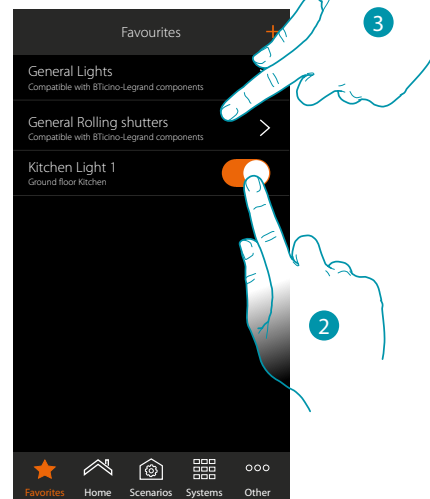 Favourites
+
3
General Lights
Compatible with BTicino-Legrand components
General Rolling shutters
Compatible with BTicino-Legrand components
Kitchen Light 1
Ground floor Kitchen
2
Favorites Home Scenarios Systems Other